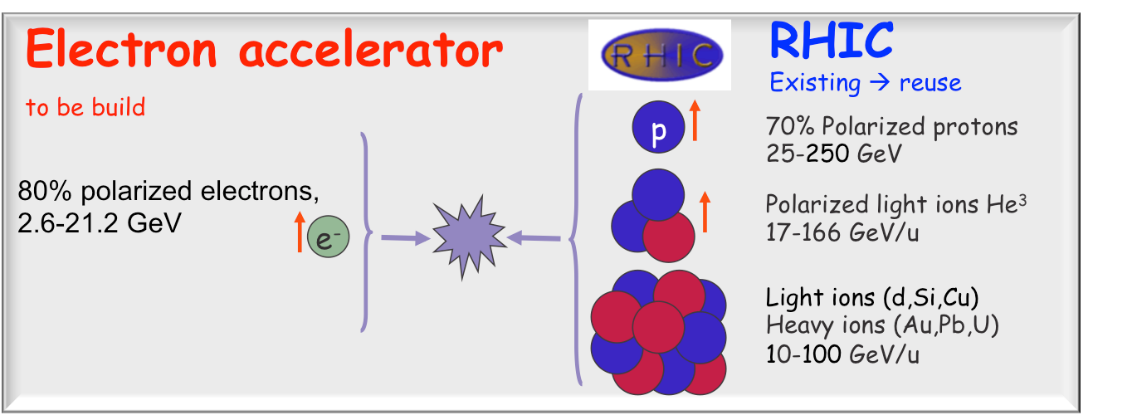 Electron accelerator
to be build
80% polarized electrons,
2.6-21.2 GeV
e⁻
RHIC
p
RHIC
Existing → reuse
70% Polarized protons
25-250 GeV
Polarized light ions He³
17-166 GeV/u
Light ions (d,Si,Cu)
Heavy ions (Au,Pb,U)
10-100 GeV/u